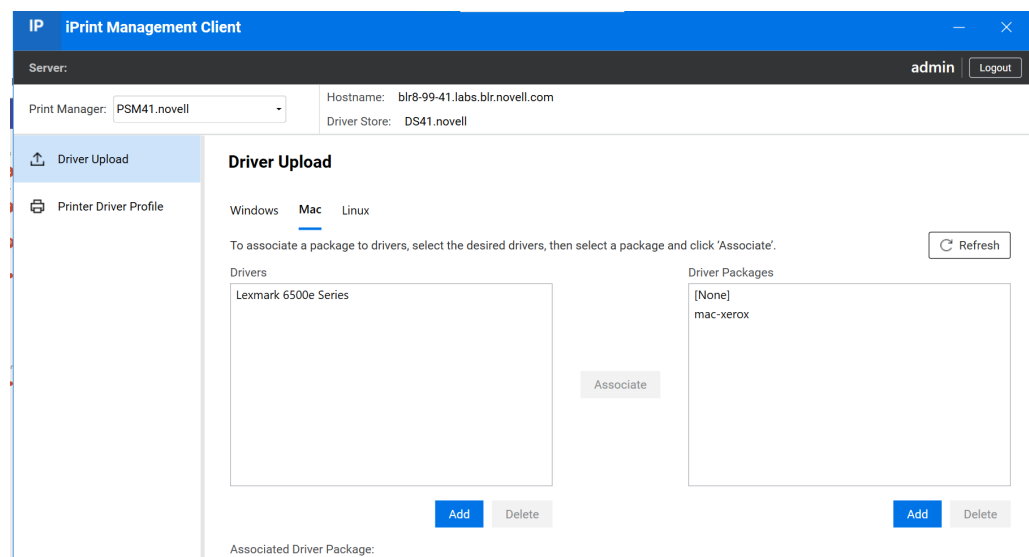 IP iPrint Management Client
Server:
admin Logout
Print Manager: PSM41.novell
Hostname: blr8-99-41.labs.blr.novell.com
Driver Store: DS41.novell
Driver Upload
Printer Driver Profile
Driver Upload
Windows Mac Linux
To associate a package to drivers, select the desired drivers, then select a package and click ‘Associate’.
Refresh
Drivers
Lexmark 6500e Series
Associate
Driver Packages
[None]
mac-xerox
Add Delete
Add Delete
Associated Driver Package: